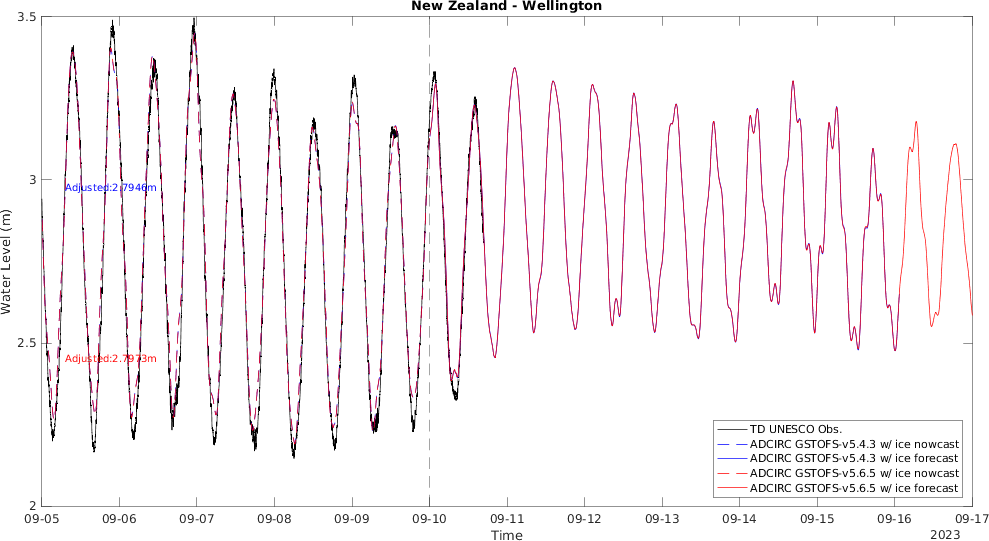 New Zealand - Wellington
3.5
3
2.5
2
Water Level (m)
Adjusted:2.7946m
Adjusted:2.7973m
TD UNESCO Obs.
ADCIRC GSTOFS-v5.4.3 w/ ice nowcast
ADCIRC GSTOFS-v5.4.3 w/ ice forecast
ADCIRC GSTOFS-v5.6.5 w/ ice nowcast
ADCIRC GSTOFS-v5.6.5 w/ ice forecast
09-05 09-06 09-07 09-08 09-09 09-10 09-11 09-12 09-13 09-14 09-15 09-16 09-17
Time
2023